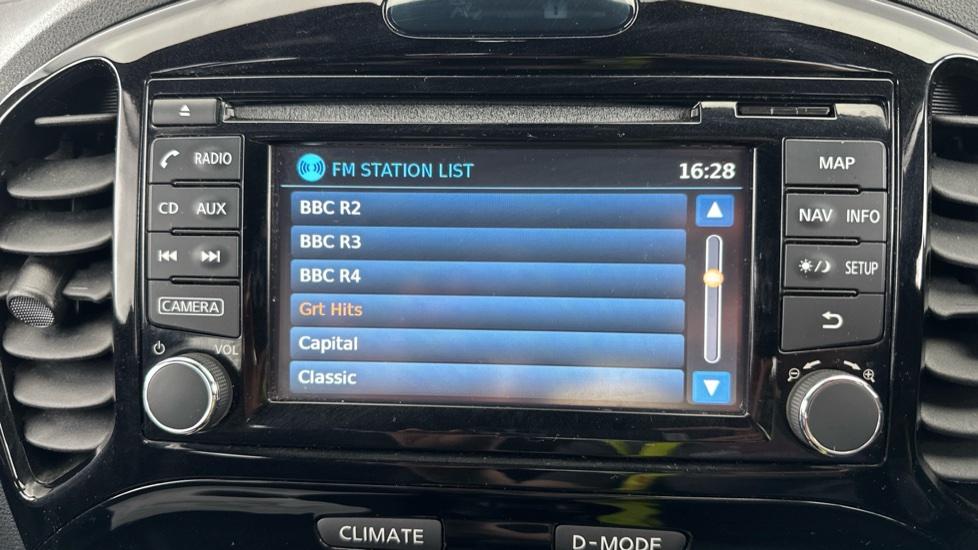 RADIO
CD AUX
CAMERA
VOL
FM STATION LIST 16:28
BBC R2
BBC R3
BBC R4
Grt Hits
Capital
Classic
MAP
NAV INFO
SETUP
CLIMATE
D-MODE